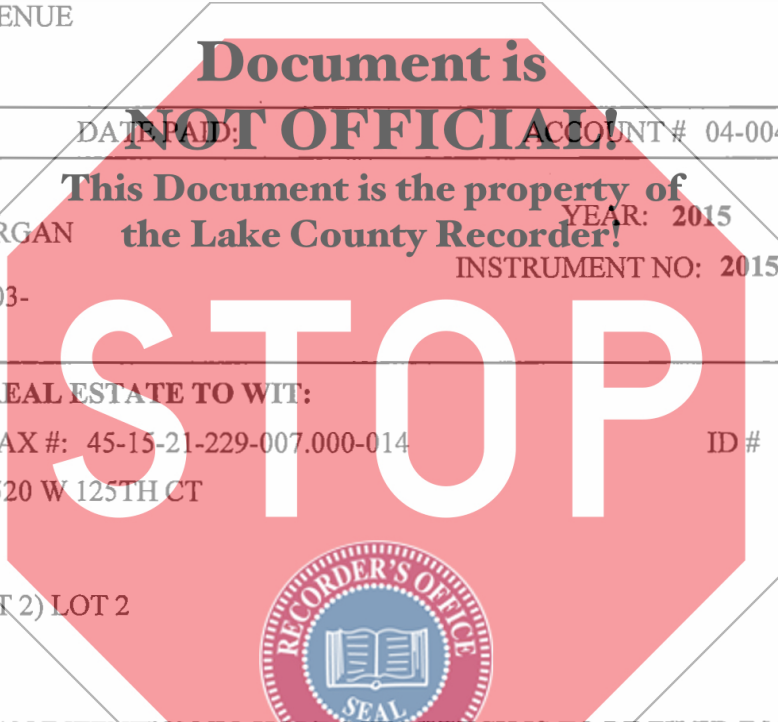 ENUE
Document is
NOT OFFICIAL!
DATE PAID: ACCOUNT # 04-004
This Document is the property of
YEAR: 2015
RGAN
the Lake County Recorder!
INSTRUMENT NO: 2015
03-
STOP
REAL ESTATE TO WIT:
AX #: 45-15-21-229-007.000-014 ID #
520 W 125TH CT
T 2) LOT 2
RECORDER'S OFFICE
SEAL